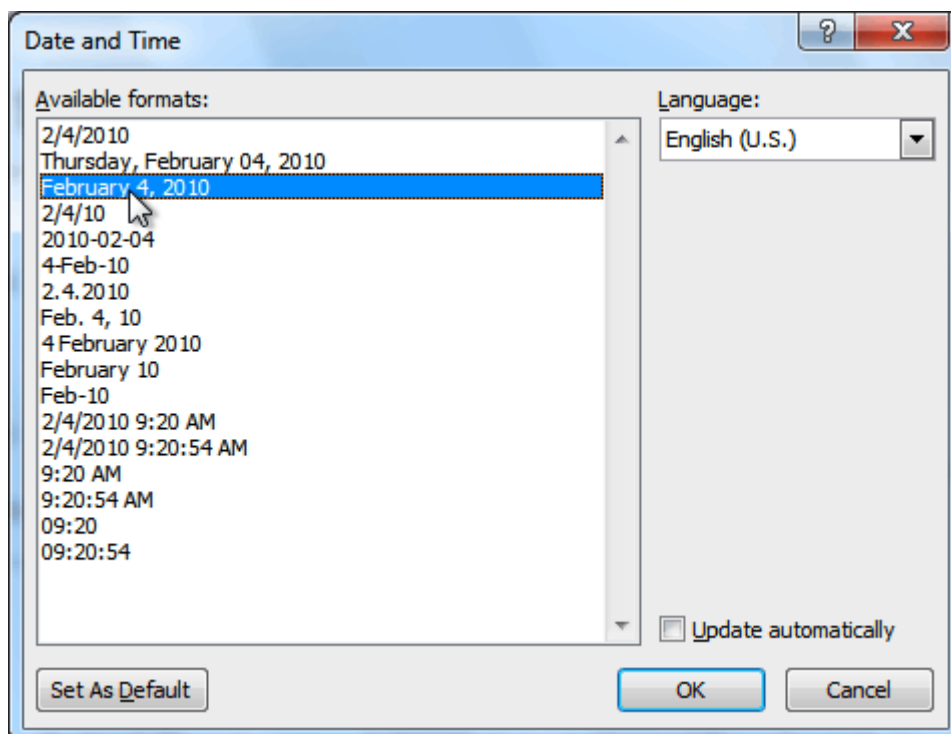 Date and Time
Available formats:
2/4/2010
Thursday, February 04, 2010
February 4, 2010
2/4/10
2010-02-04
4-Feb-10
2.4.2010
Feb. 4, 10
4 February 2010
February 10
Feb-10
2/4/2010 9:20 AM
2/4/2010 9:20:54 AM
9:20 AM
9:20:54 AM
09:20
09:20:54
Language:
English (U.S.)
Update automatically
Set As Default
OK
Cancel